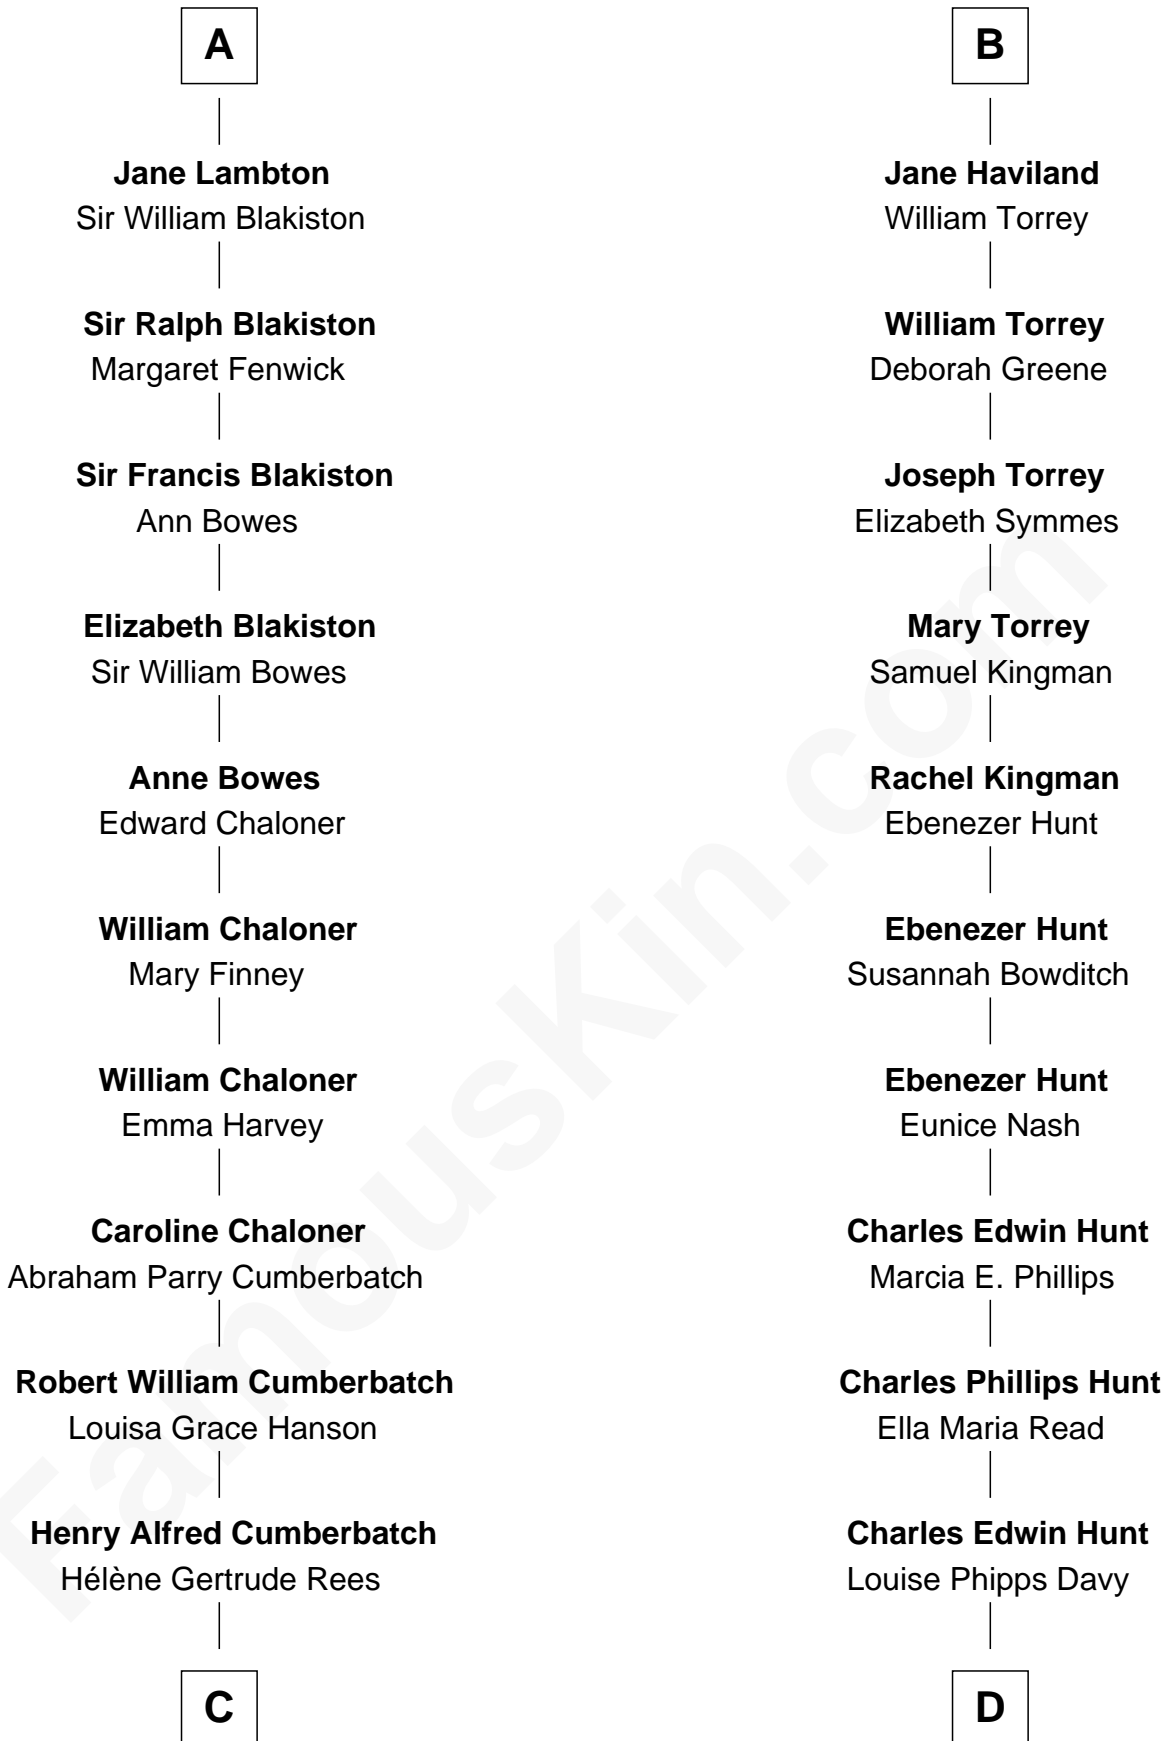 A
Jane Lambton
Sir William Blakiston
Sir Ralph Blakiston
Margaret Fenwick
Sir Francis Blakiston
Ann Bowes
Elizabeth Blakiston
Sir William Bowes
Anne Bowes
Edward Chaloner
William Chaloner
Mary Finney
William Chaloner
Emma Harvey
Caroline Chaloner
Abraham Parry Cumberbatch
Robert William Cumberbatch
Louisa Grace Hanson
Henry Alfred Cumberbatch
Hélène Gertrude Rees
C
B
Jane Haviland
William Torrey
William Torrey
Deborah Greene
Joseph Torrey
Elizabeth Symmes
Mary Torrey
Samuel Kingman
Rachel Kingman
Ebenezer Hunt
Ebenezer Hunt
Susannah Bowditch
Ebenezer Hunt
Eunice Nash
Charles Edwin Hunt
Marcia E. Phillips
Charles Phillips Hunt
Ella Maria Read
Charles Edwin Hunt
Louise Phipps Davy
D
FamousKin.com